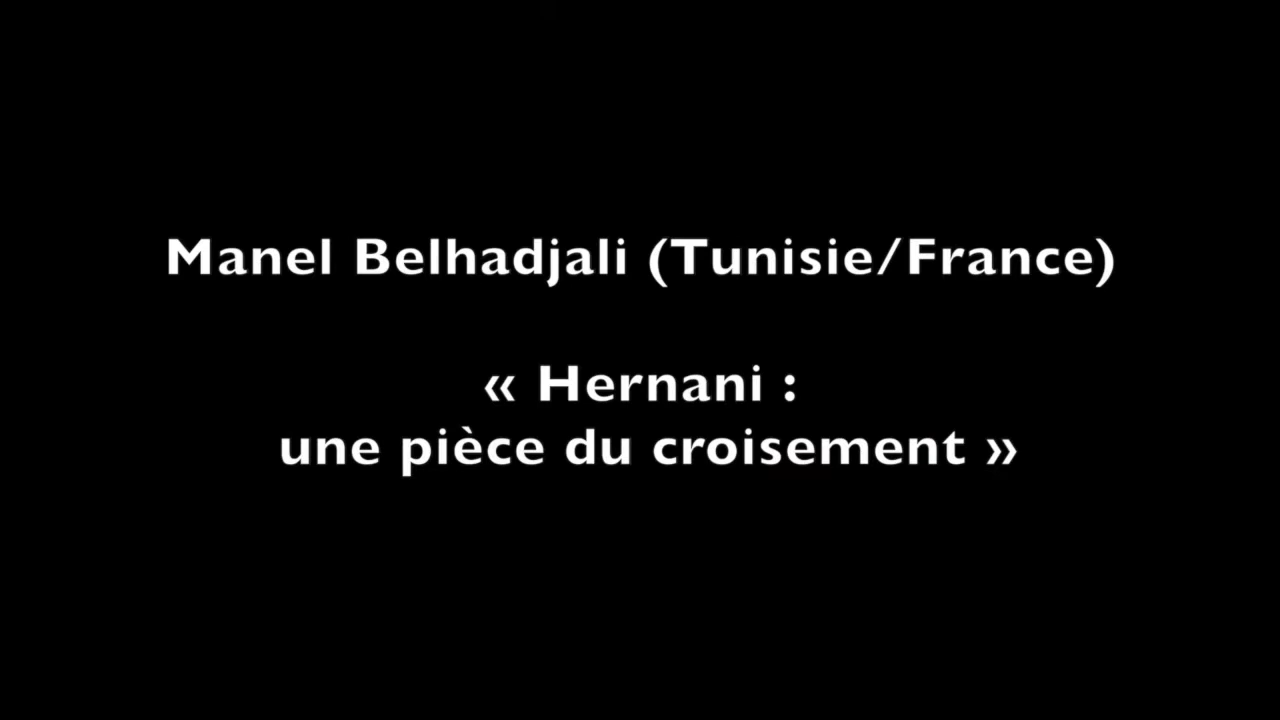 Manel Belhadjali (Tunisie/France)
« Hernani :
une pièce du croisement »